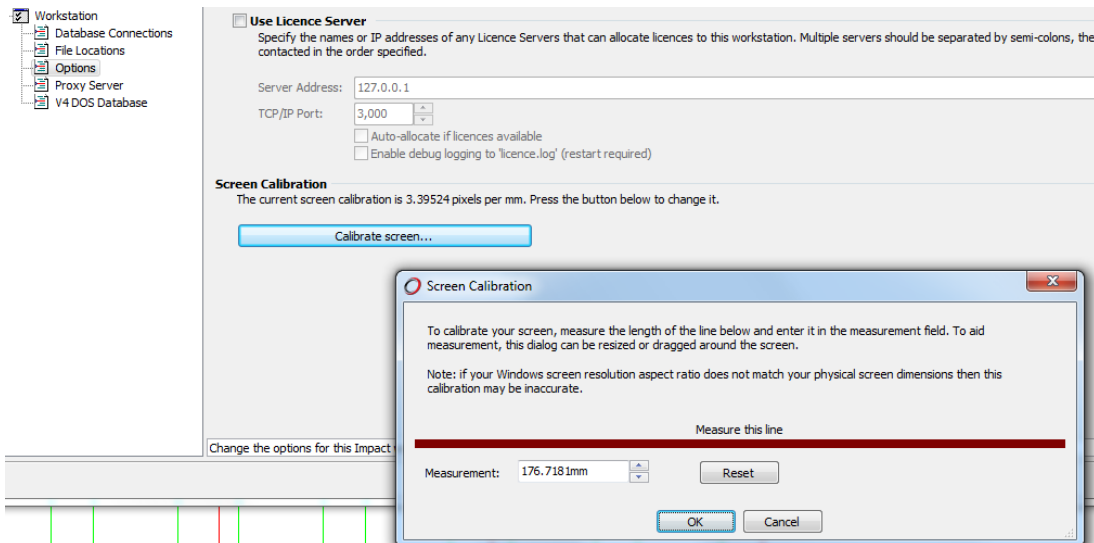 Workstation
Database Connections
File Locations
Options
Proxy Server
V4 DOS Database
Use Licence Server
Specify the names or IP addresses of any Licence Servers that can allocate licences to this workstation. Multiple servers should be separated by semi-colons, the
contacted in the order specified.
Server Address: 127.0.0.1
TCP/IP Port: 3,000
Auto-allocate if licences available
Enable debug logging to 'licence.log' (restart required)
Screen Calibration
The current screen calibration is 3.39524 pixels per mm. Press the button below to change it.
Calibrate screen...
Screen Calibration
To calibrate your screen, measure the length of the line below and enter it in the measurement field. To aid
measurement, this dialog can be resized or dragged around the screen.
Note: if your Windows screen resolution aspect ratio does not match your physical screen dimensions then this
calibration may be inaccurate.
Measure this line
Change the options for this Impact
Measurement: 176.7181mm Reset
OK Cancel